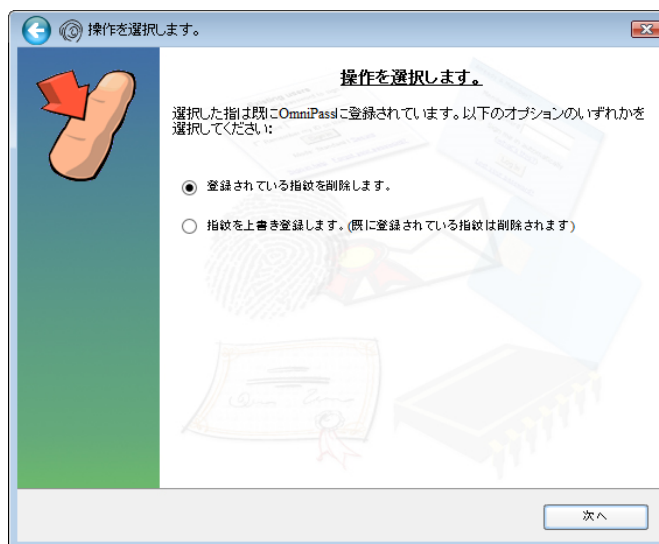 操作を選択します。
操作を選択します。
選択した指は既にOmniPassに登録されています。以下のオプションのいずれかを
選択してください:
登録されている指紋を削除します。
指紋を上書き登録します。(既に登録されている指紋は削除されます)
次へ